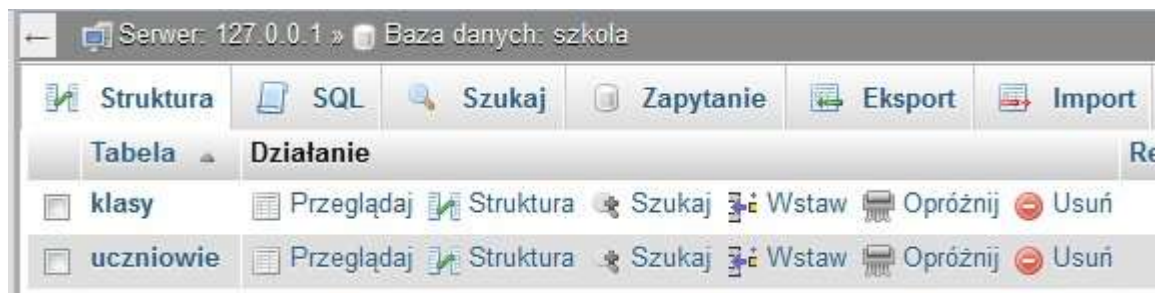 Serwer: 127.0.0.1 » Baza danych: szkola
Struktura SQL Szukaj Zapytanie Eksport Import
Tabela Działanie Re
klasy Przeglądaj Struktura Szukaj Wstaw Opróżnij Usuń
uczniowie Przeglądaj Struktura Szukaj Wstaw Opróżnij Usuń